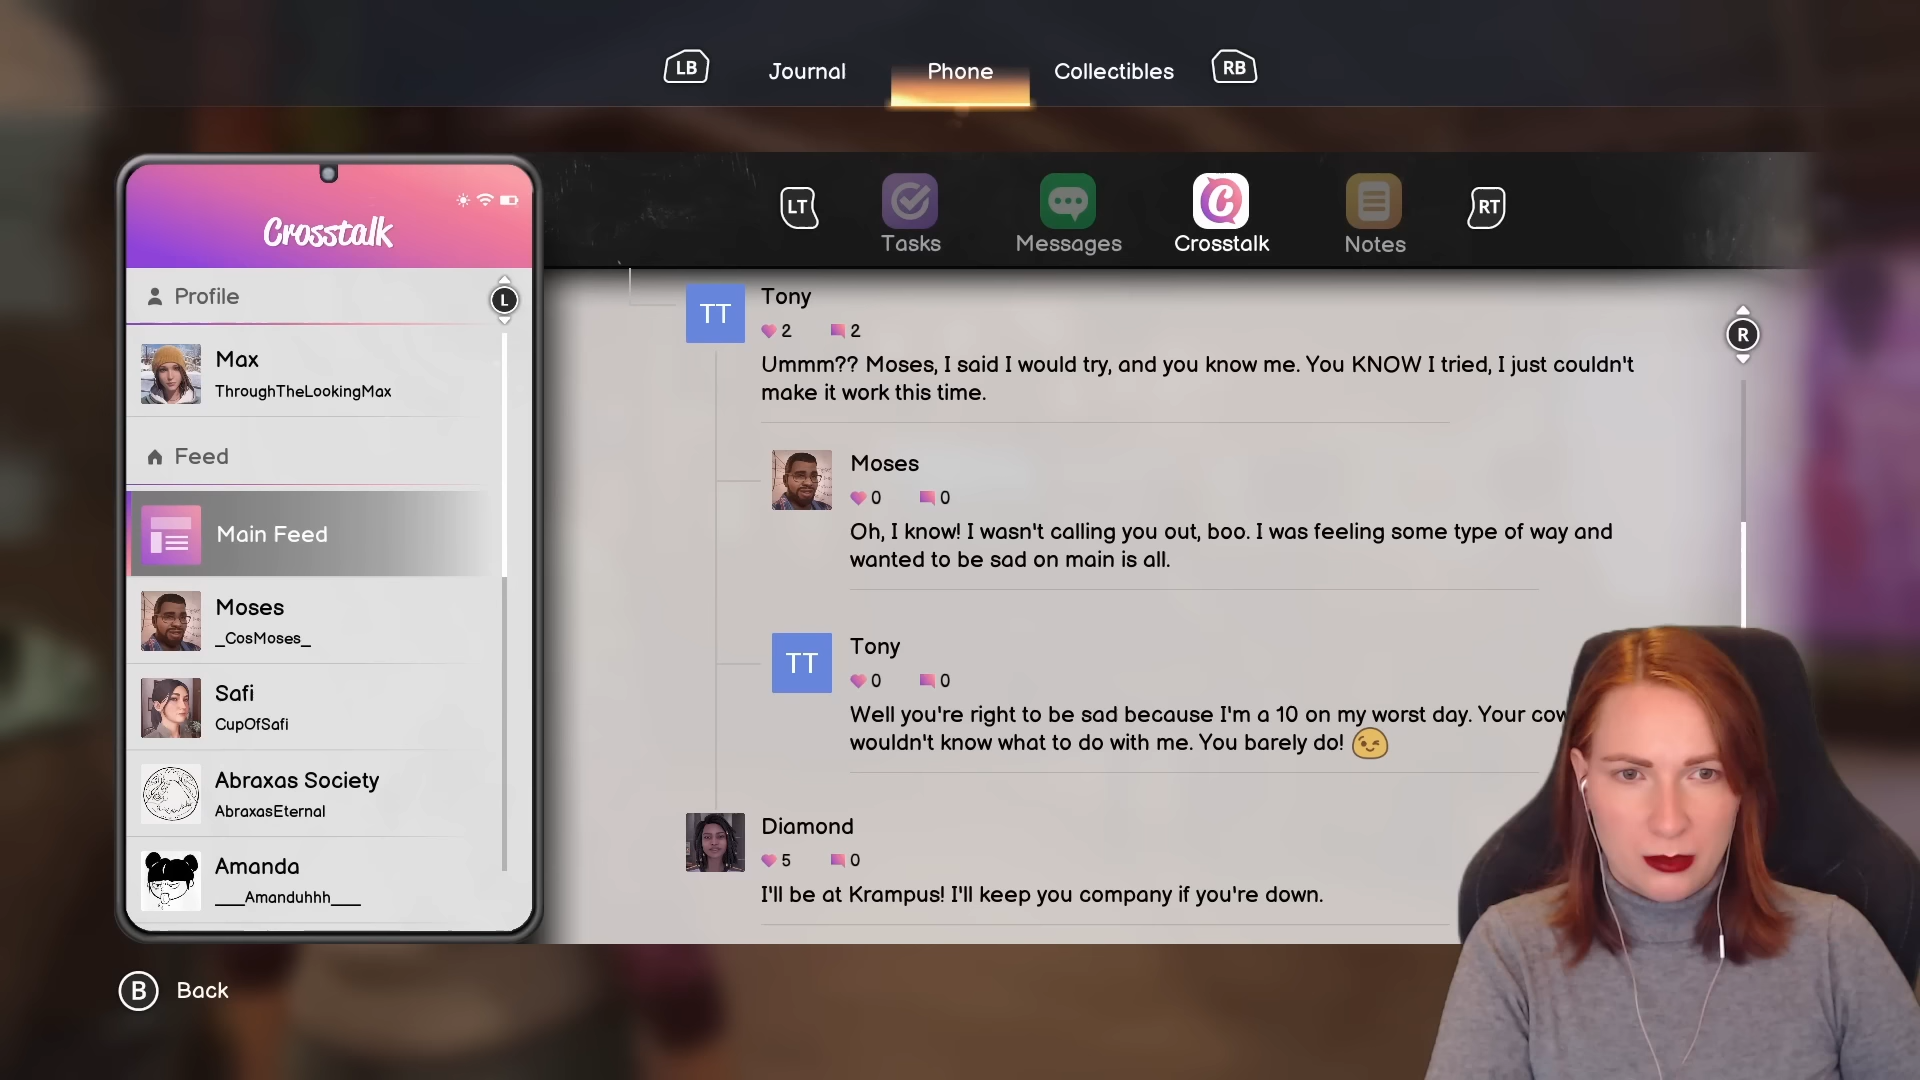 LB
Journal
Phone
Collectibles
RB
Crosstalk
Profile
L
Max
ThroughTheLookingMax
Feed
Main Feed
Moses
_CosMoses_
Safi
CupOfSafi
Abraxas Society
AbraxasEternal
Amanda
___Amanduhhh___
LT
Tasks
Messages
C
Crosstalk
Notes
RT
R
TT
Tony
2 2
Ummm?? Moses, I said I would try, and you know me. You KNOW I tried, I just couldn't
make it work this time.
Moses
0 0
Oh, I know! I wasn't calling you out, boo. I was feeling some type of way and
wanted to be sad on main is all.
TT
Tony
0 0
Well you're right to be sad because I'm a 10 on my worst day. Your
wouldn't know what to do with me. You barely do!
Diamond
5 0
I'll be at Krampus! I'll keep you company if you're down.
B Back